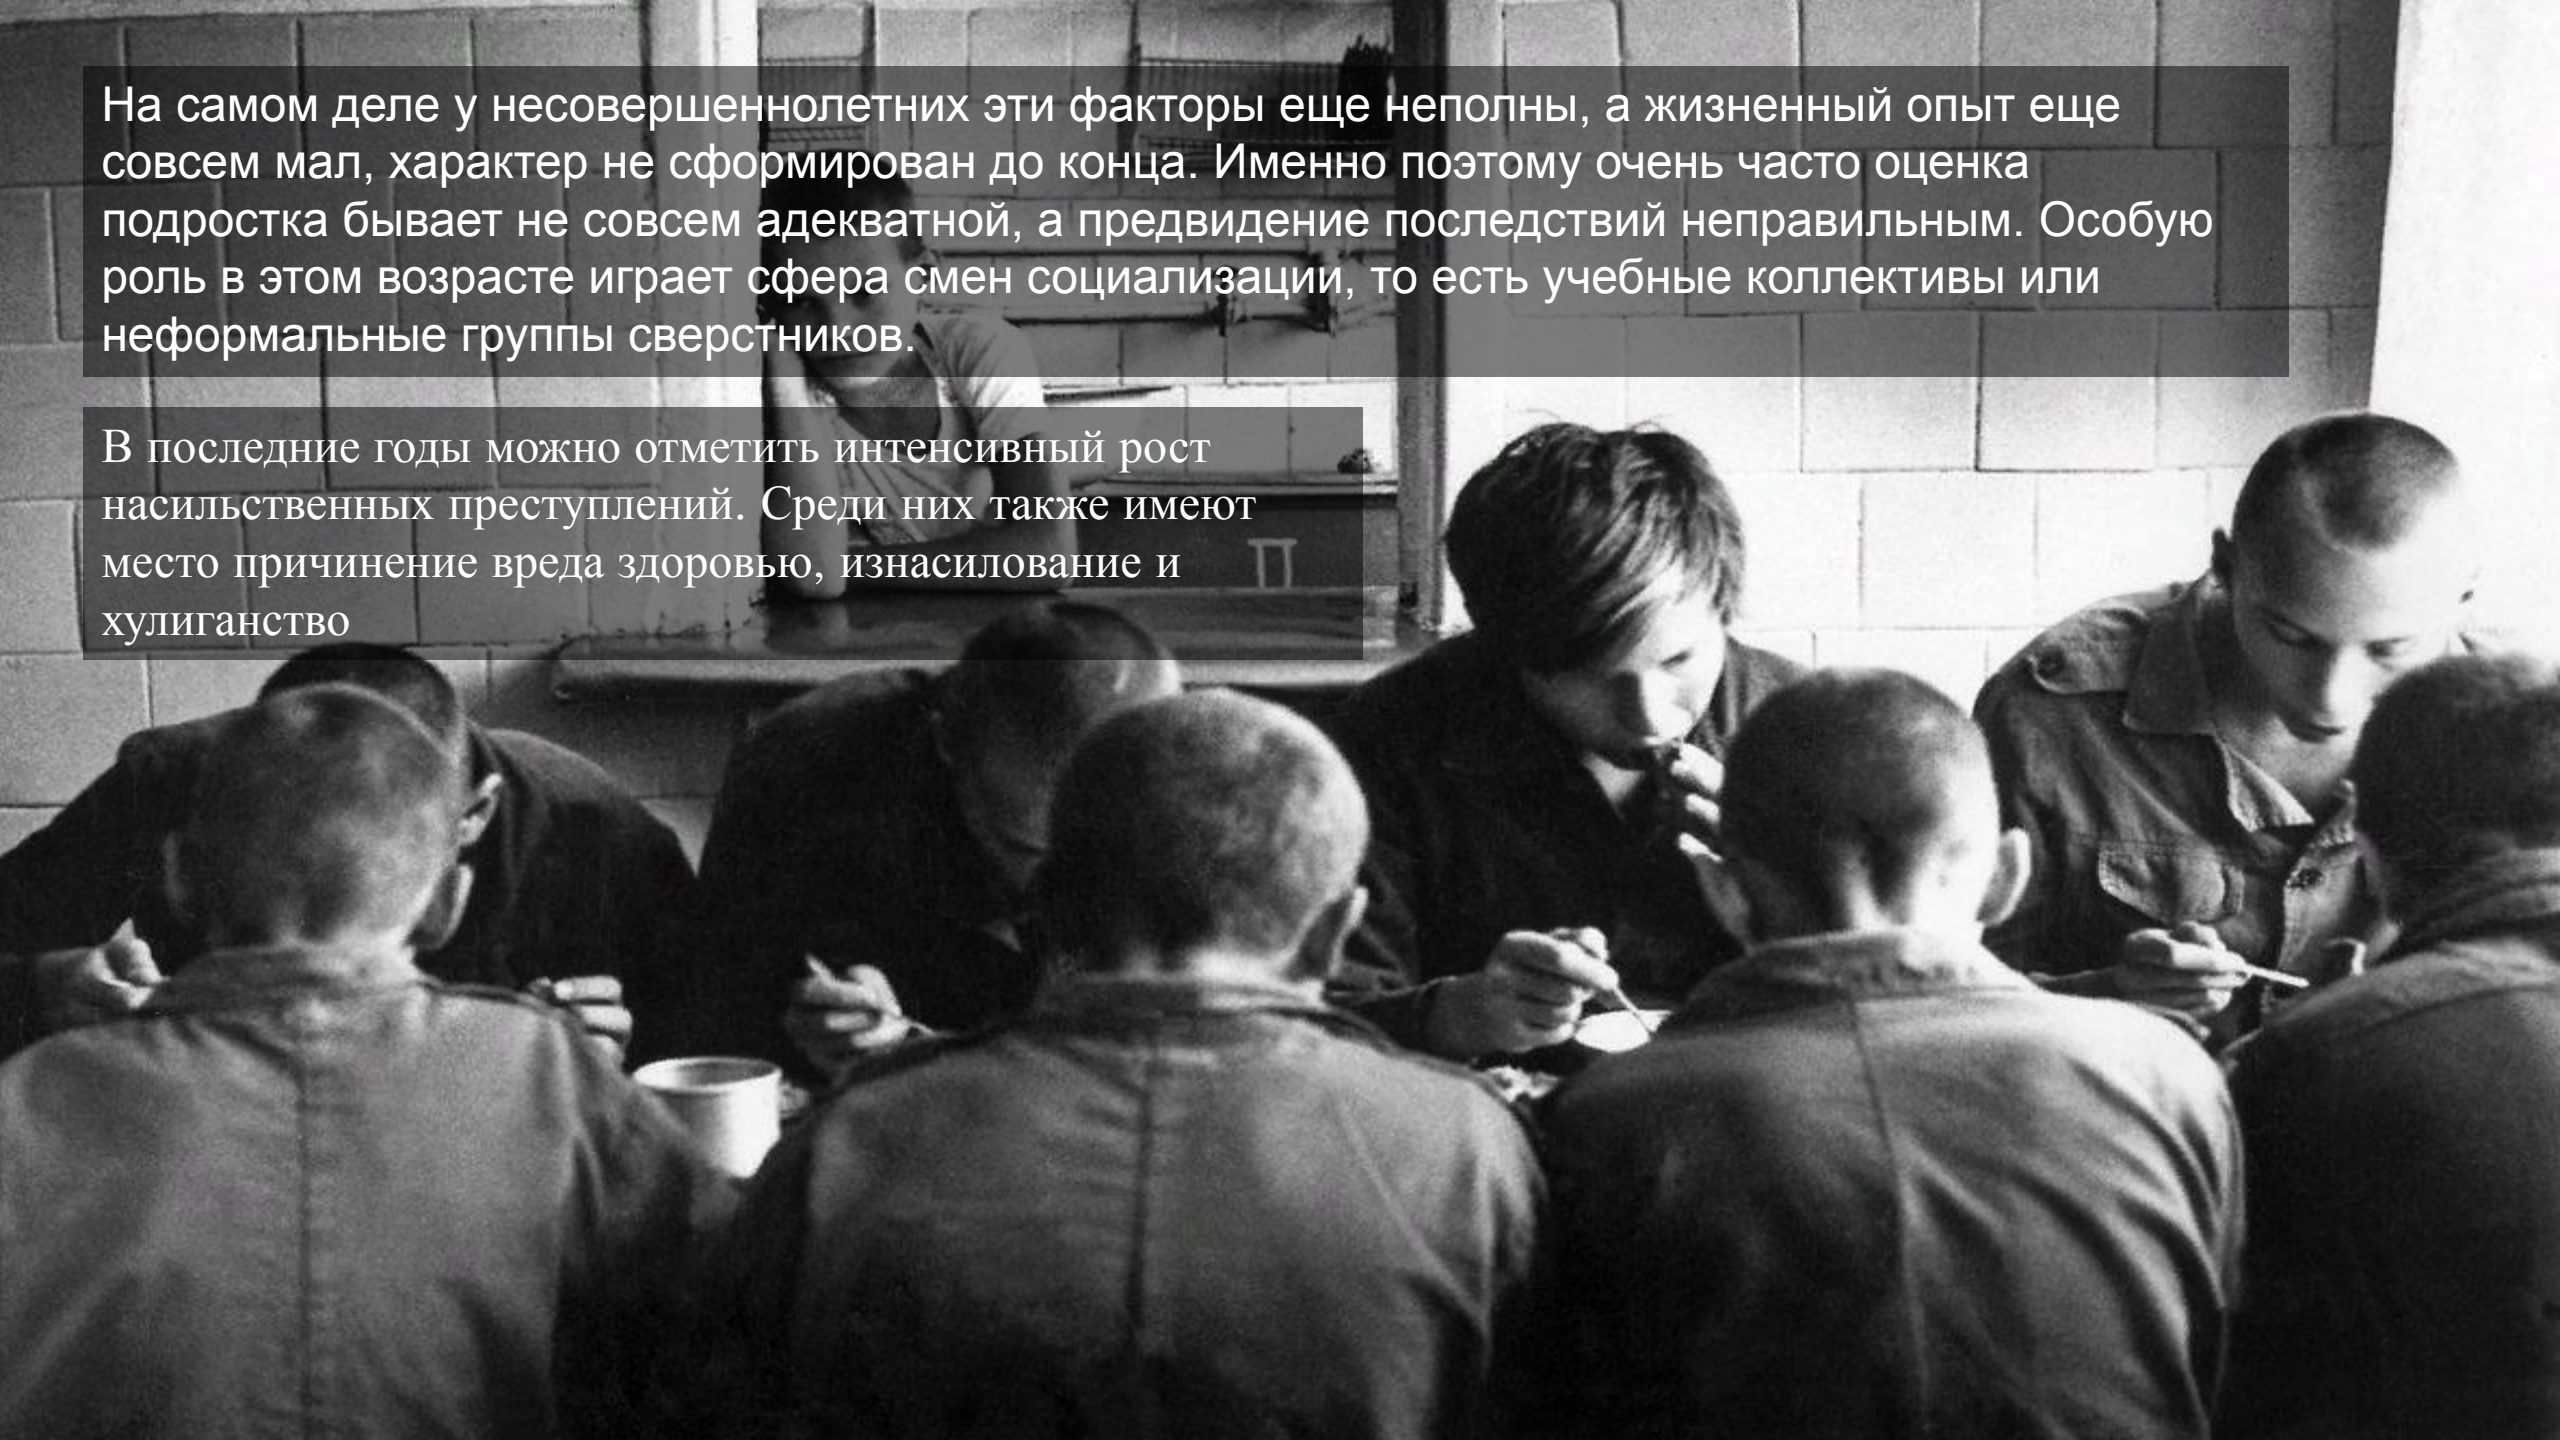 На самом деле у несовершеннолетних эти факторы еще неполны, а жизненный опыт еще
совсем мал, характер не сформирован до конца. Именно поэтому очень часто оценка
подростка бывает не совсем адекватной, а предвидение последствий неправильным. Особую
роль в этом возрасте играет сфера смен социализации, то есть учебные коллективы или
неформальные группы сверстников.
В последние годы можно отметить интенсивный рост
насильственных преступлений. Среди них также имеют
место причинение вреда здоровью, изнасилование и
хулиганство